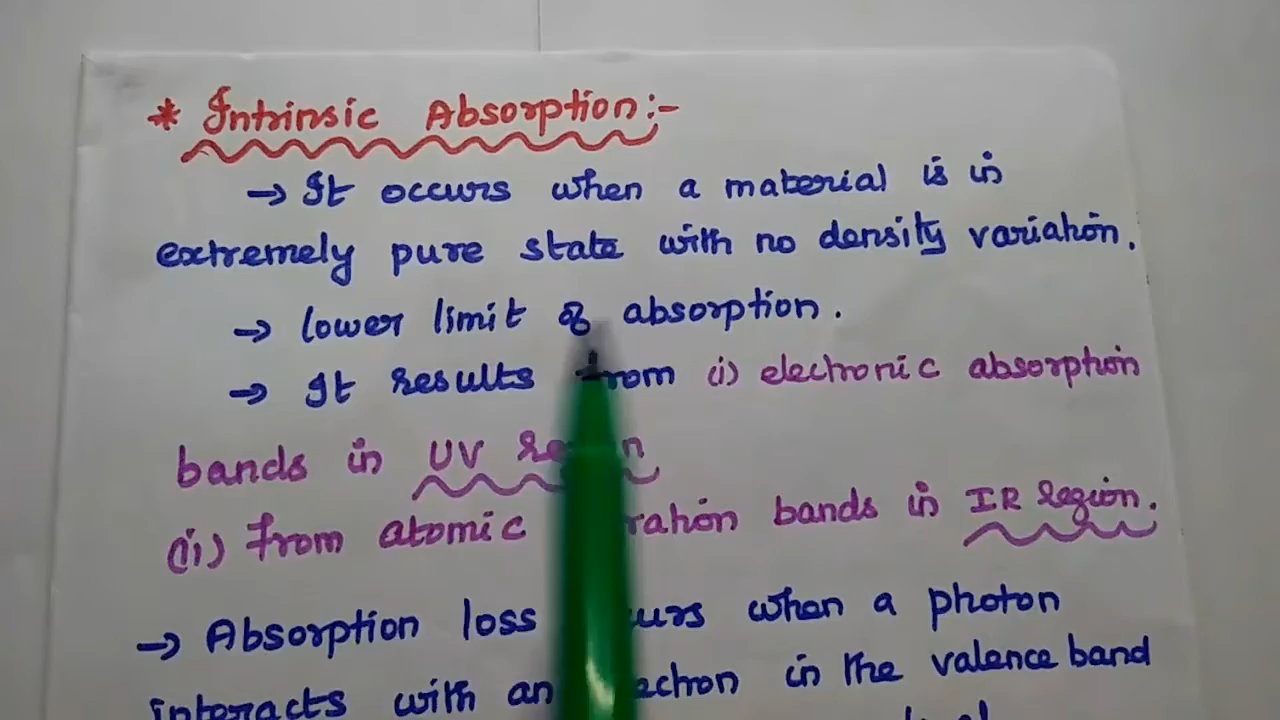 * Intrinsic Absorption:-
→ It occurs when a material is in
extremely pure state with no density variation.
→ lower limit of absorption.
→ It results from (i) electronic absorption
bands in UV region
(ii) from atomic bands in IR region.
→ Absorption loss when a photon
interacts with an in the valence band